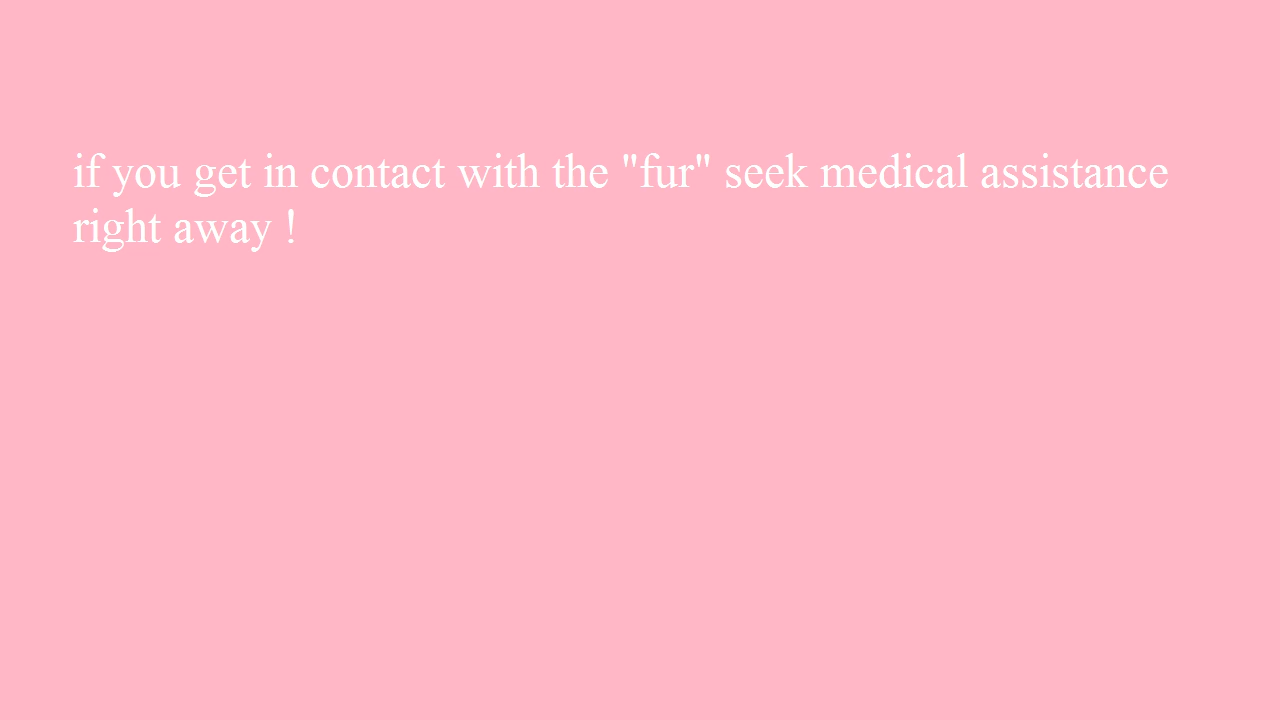 if you get in contact with the "fur" seek medical assistance
right away !